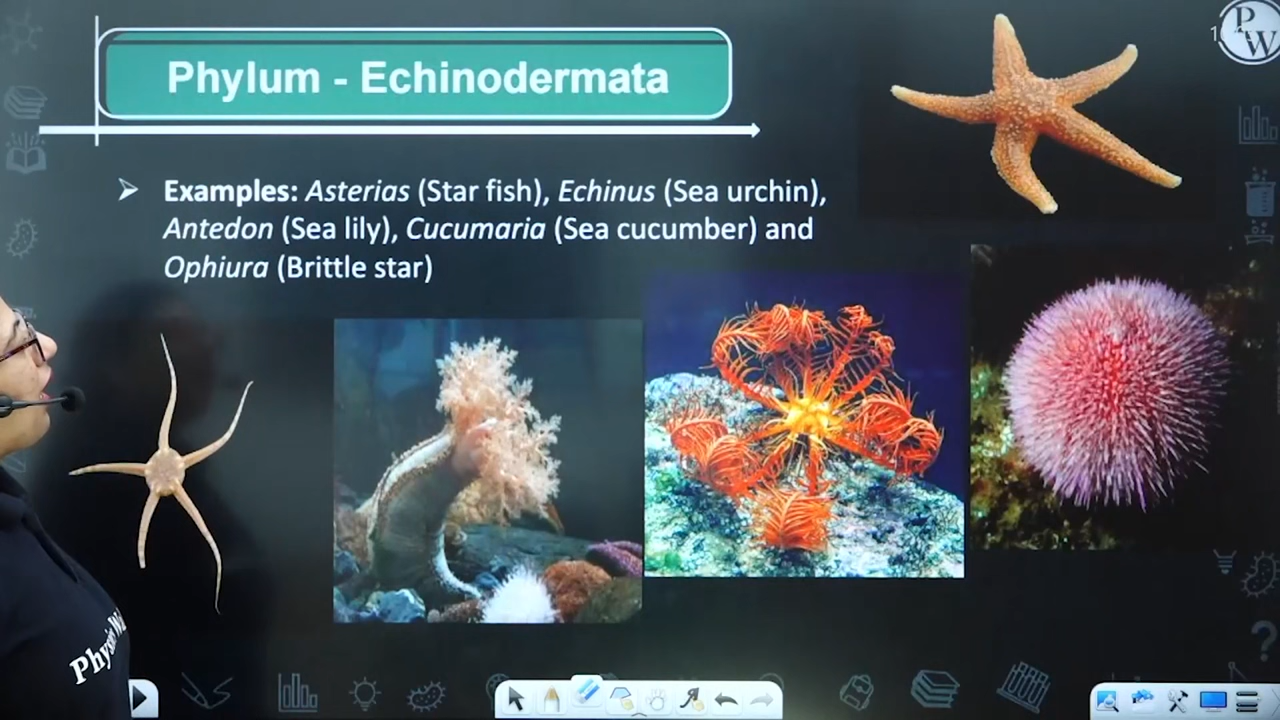 Phylum - Echinodermata
➢ Examples: Asterias (Star fish), Echinus (Sea urchin),
Antedon (Sea lily), Cucumaria (Sea cucumber) and
Ophiura (Brittle star)
PW